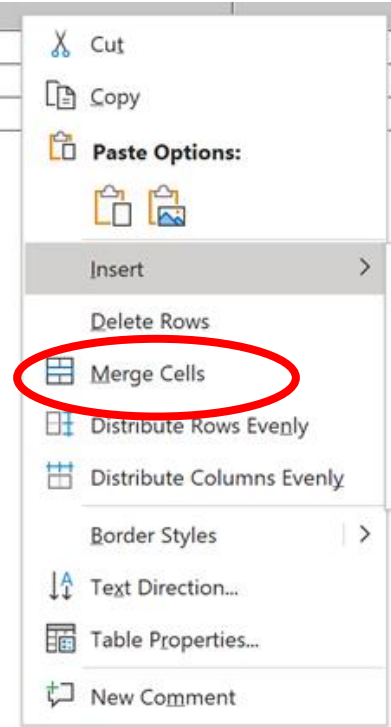 Cut
Copy
Paste Options:
Insert
Delete Rows
Merge Cells
Distribute Rows Evenly
Distribute Columns Evenly
Border Styles
Text Direction...
Table Properties...
New Comment